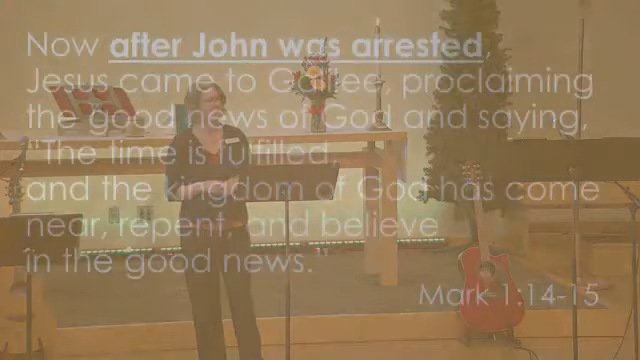 Now after John was arrested,
Jesus came to Galilee, proclaiming
the good news of God and saying,
"The time is fulfilled,
and the kingdom of God has come
near; repent, and believe
in the good news."
Mark 1:14-15